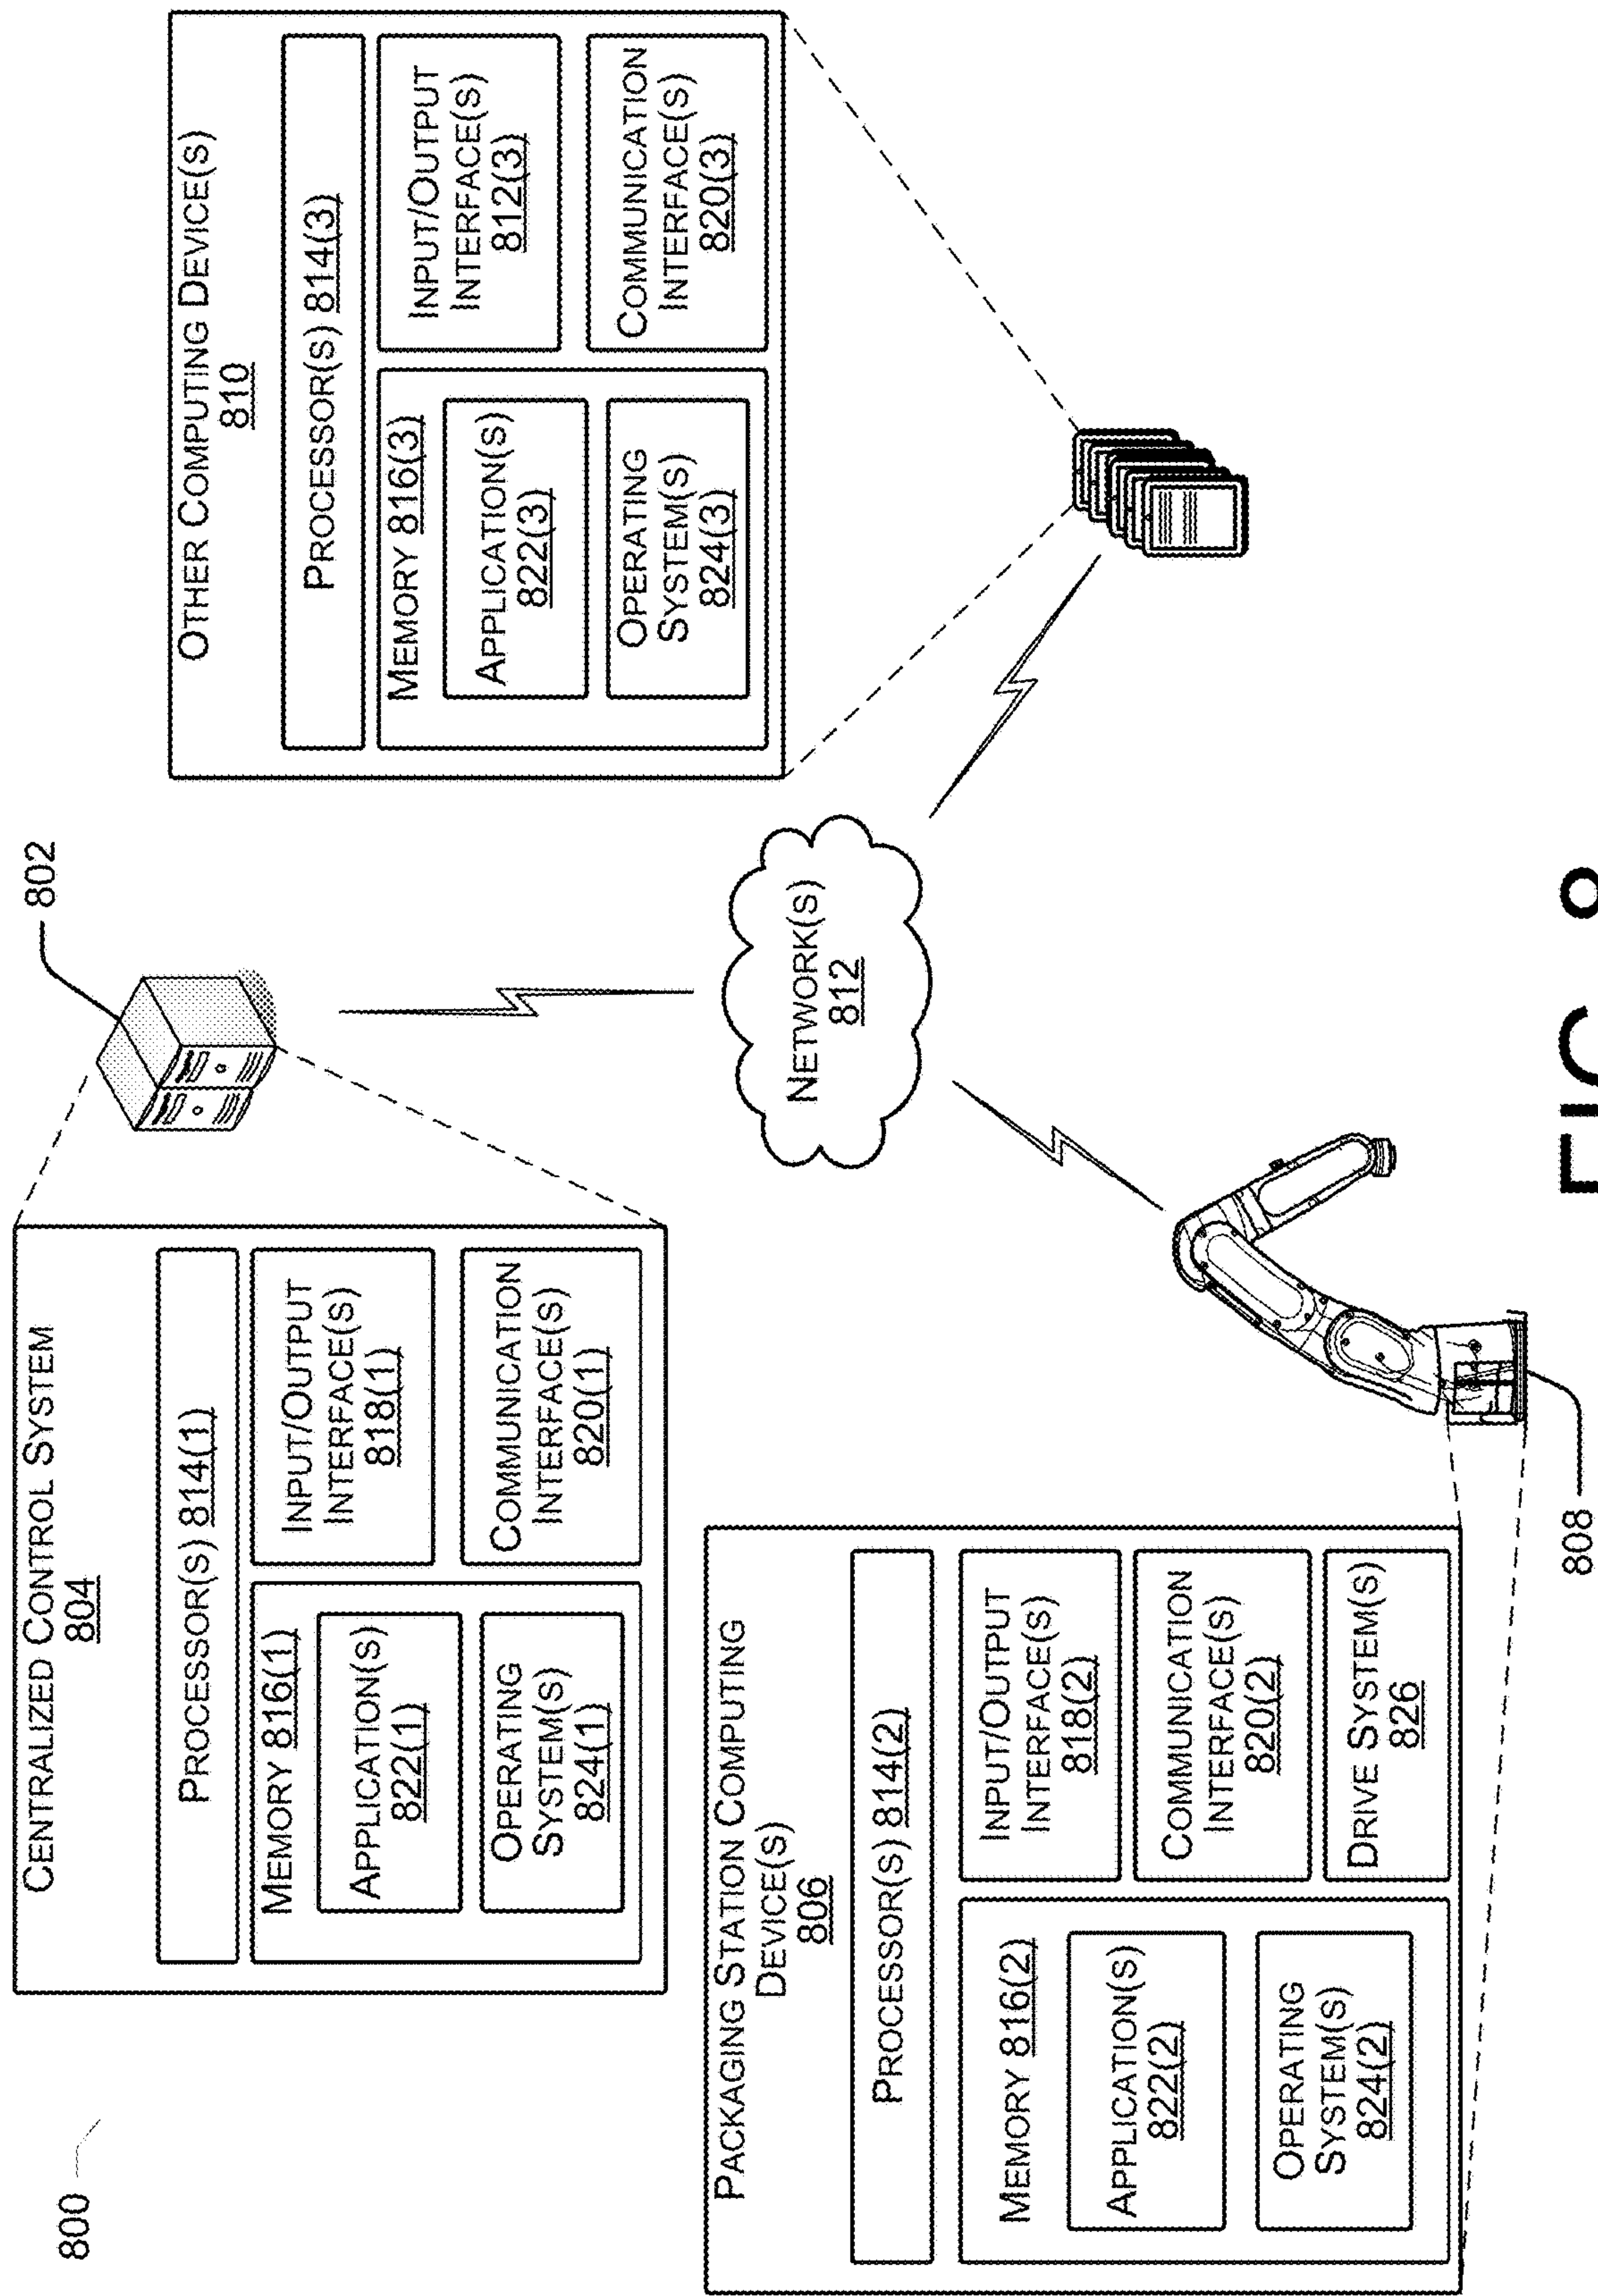 800
CENTRALIZED CONTROL SYSTEM
804
PROCESSOR(S) 814(1)
MEMORY 816(1)
APPLICATION(S)
822(1)
OPERATING
SYSTEM(S)
824(1)
INPUT/OUTPUT
INTERFACE(S)
818(1)
COMMUNICATION
INTERFACE(S)
820(1)
802
OTHER COMPUTING DEVICE(S)
810
PROCESSOR(S) 814(3)
MEMORY 816(3)
APPLICATION(S)
822(3)
OPERATING
SYSTEM(S)
824(3)
INPUT/OUTPUT
INTERFACE(S)
812(3)
COMMUNICATION
INTERFACE(S)
820(3)
NETWORK(S)
812
PACKAGING STATION COMPUTING
DEVICE(S)
806
PROCESSOR(S) 814(2)
MEMORY 816(2)
APPLICATION(S)
822(2)
OPERATING
SYSTEM(S)
824(2)
INPUT/OUTPUT
INTERFACE(S)
818(2)
COMMUNICATION
INTERFACE(S)
820(2)
DRIVE SYSTEM(S)
826
808
FIG. 8